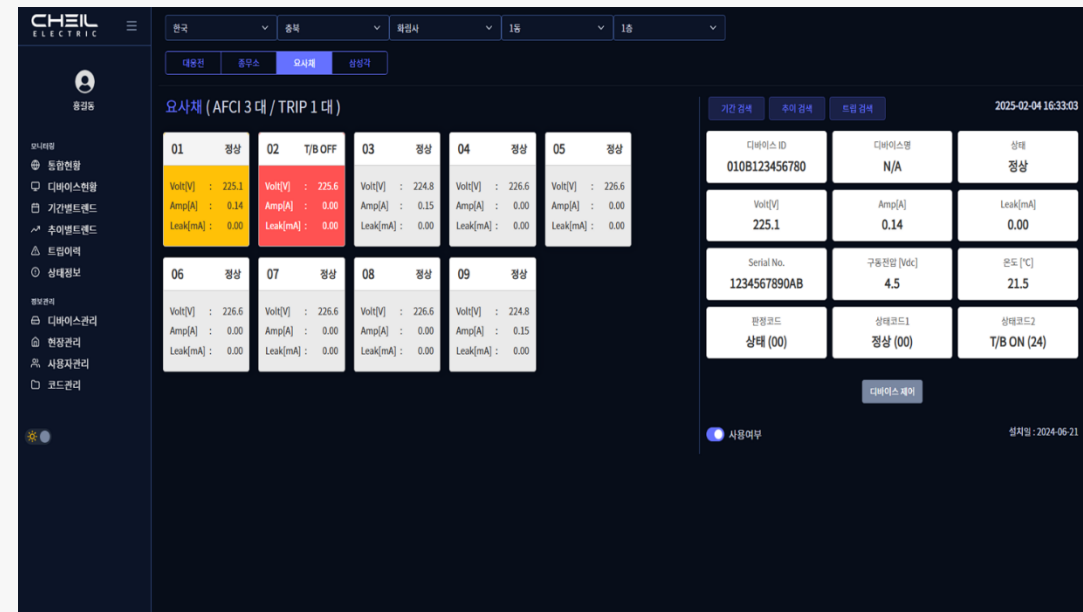 CHEIL
ELECTRIC
홍길동
모니터링
통합현황
디바이스현황
기간별트렌드
추이별트렌드
트립이력
상태정보
정보관리
디바이스관리
현장관리
사용자관리
코드관리
한국 충북 화림사 1동 1층
대웅전 종무소 요사채 삼성각
요사채 ( AFCI 3 대 / TRIP 1 대 )
01 정상
Volt[V] : 225.1
Amp[A] : 0.14
Leak[mA] : 0.00
02 T/B OFF
Volt[V] : 225.6
Amp[A] : 0.00
Leak[mA] : 0.00
03 정상
Volt[V] : 224.8
Amp[A] : 0.15
Leak[mA] : 0.00
04 정상
Volt[V] : 226.6
Amp[A] : 0.00
Leak[mA] : 0.00
05 정상
Volt[V] : 226.6
Amp[A] : 0.00
Leak[mA] : 0.00
06 정상
Volt[V] : 226.6
Amp[A] : 0.00
Leak[mA] : 0.00
07 정상
Volt[V] : 226.6
Amp[A] : 0.00
Leak[mA] : 0.00
08 정상
Volt[V] : 226.6
Amp[A] : 0.00
Leak[mA] : 0.00
09 정상
Volt[V] : 224.8
Amp[A] : 0.15
Leak[mA] : 0.00
기간 검색 추이 검색 트립 검색 2025-02-04 16:33:03
디바이스 ID
010B123456780
디바이스명
N/A
상태
정상
Volt[V]
225.1
Amp[A]
0.14
Leak[mA]
0.00
Serial No.
1234567890AB
구동전압 [Vdc]
4.5
온도 [℃]
21.5
판정코드
상태 (00)
상태코드1
정상 (00)
상태코드2
T/B ON (24)
디바이스 제어
사용여부 설치일 : 2024-06-21